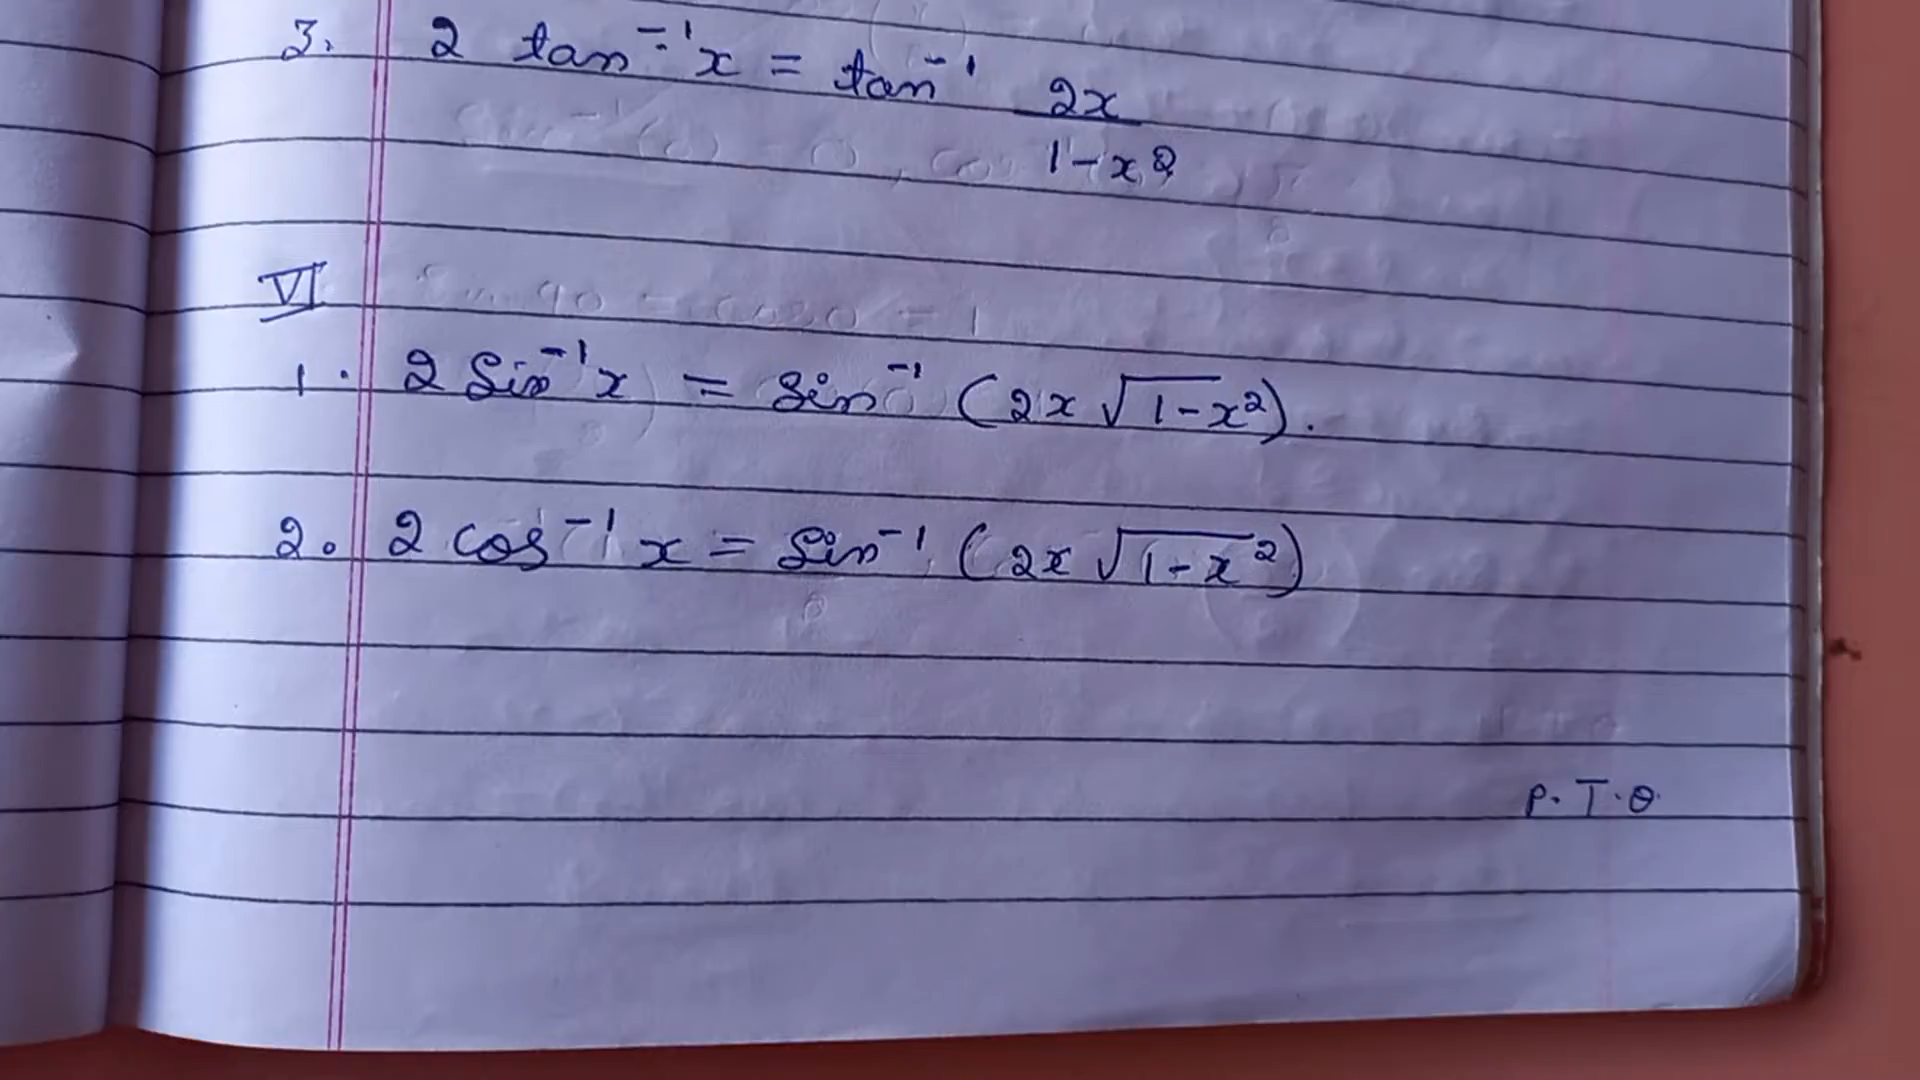 3. 2 tan⁻¹x = tan⁻¹ 2x
1-x2
VI
1. 2 Sin⁻¹x = Sin⁻¹ (2x √1-x²).
2. 2 cos⁻¹ x = Sin⁻¹ (2x √1-x²)
P.T.O